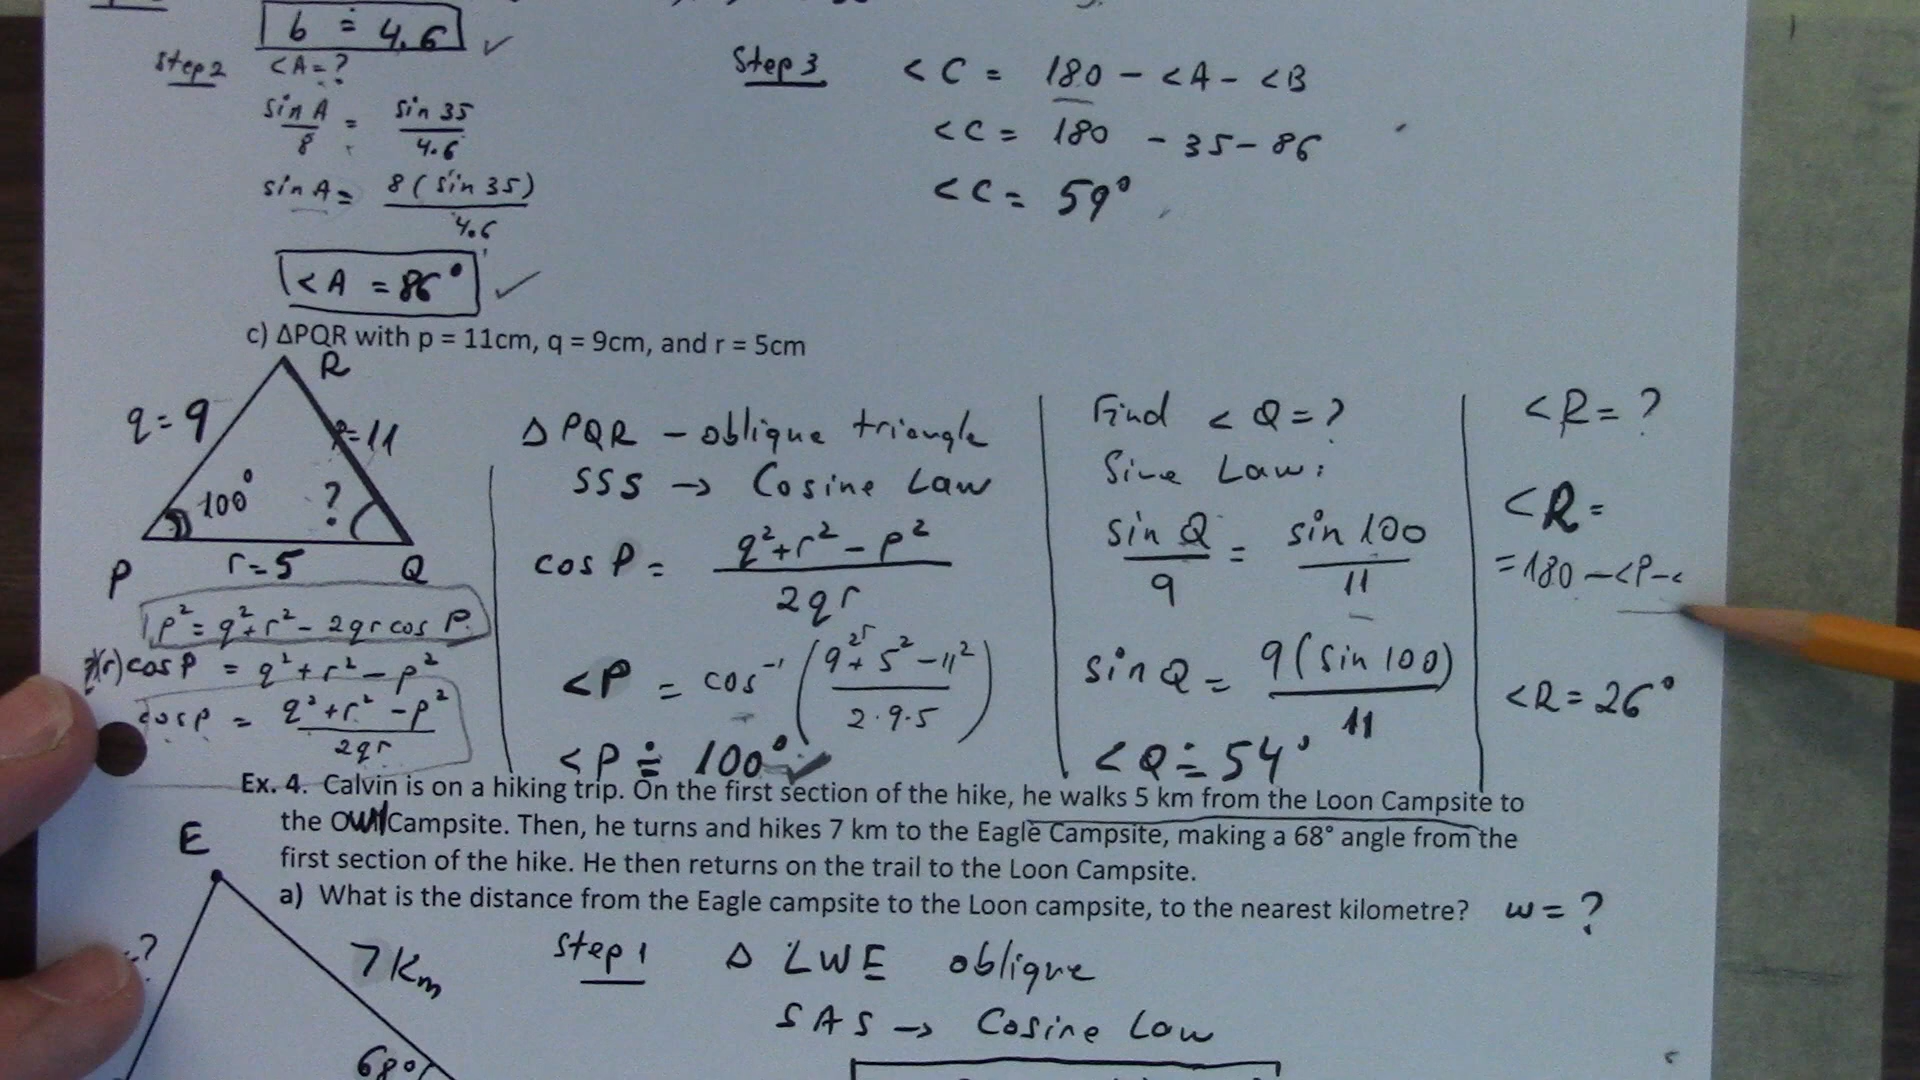 b ≐ 4.6 ✓
Step 2 <A = ?
sin A / 8 = sin 35 / 4.6
sin A = 8 (sin 35) / 4.6
<A = 86° ✓
Step 3 <C = 180 - <A - <B
<C = 180 - 35 - 86
<C = 59°
c) ΔPQR with p = 11cm, q = 9cm, and r = 5cm
R
q = 9
p = 11
100°
?
P
r = 5
Q
p² = q² + r² - 2qr cos P
cos P = q² + r² - p²
cos P = q² + r² - p² / 2qr
Δ PQR - oblique triangle
SSS → Cosine Law
cos P = q² + r² - p² / 2qr
<P = cos⁻¹ ( 9² + 5² - 11² / 2·9·5 )
<P ≐ 100° ✓
Find < Q = ?
Sine Law:
sin Q / 9 = sin 100 / 11
sin Q = 9 (sin 100) / 11
<Q ≐ 54°
<R = ?
<R =
= 180 - <P - <
<R = 26°
Ex. 4. Calvin is on a hiking trip. On the first section of the hike, he walks 5 km from the Loon Campsite to
the Owl Campsite. Then, he turns and hikes 7 km to the Eagle Campsite, making a 68° angle from the
first section of the hike. He then returns on the trail to the Loon Campsite.
a) What is the distance from the Eagle campsite to the Loon campsite, to the nearest kilometre? w = ?
E
= ?
7 Km
68°
Step 1 Δ LWE oblique
SAS → Cosine Law